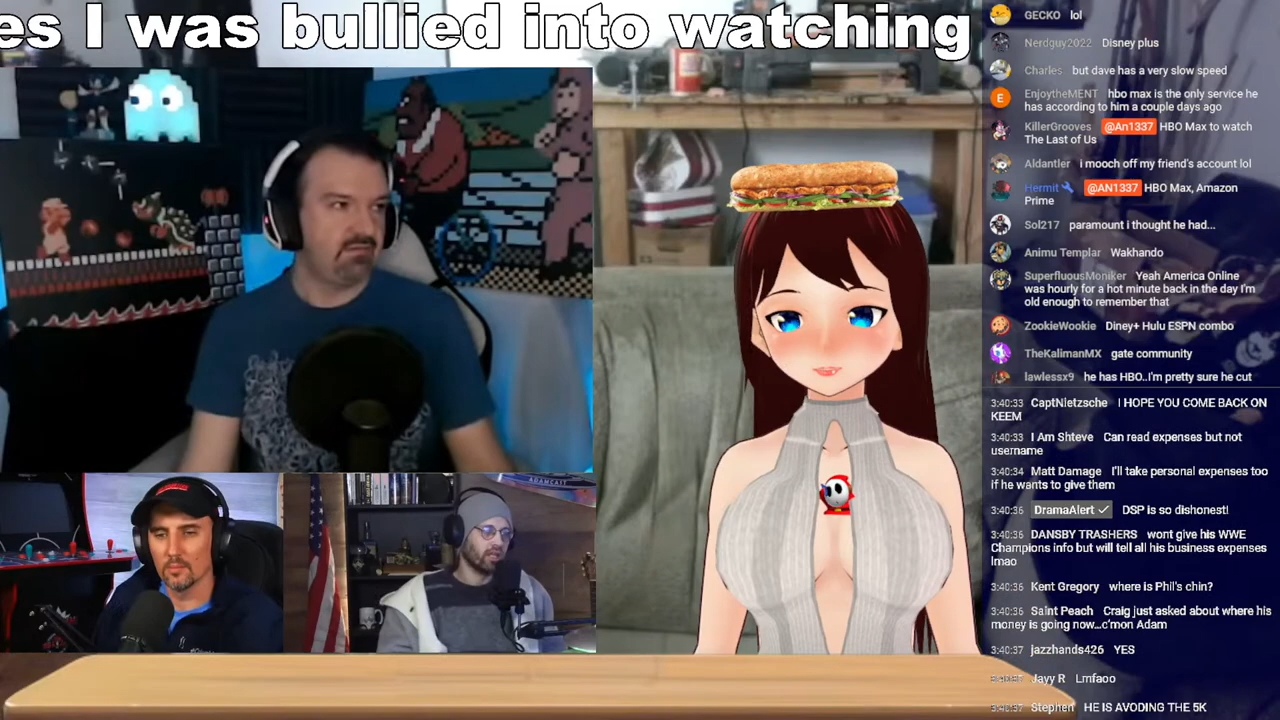 es I was bullied into watching
GECKO lol
Nerdguy2022 Disney plus
Charles but dave has a very slow speed
EnjoytheMENT hbo max is the only service he
has according to him a couple days ago
KillerGrooves @An1337 HBO Max to watch
The Last of Us
Aldantler i mooch off my friend's account lol
Hermit @AN1337 HBO Max, Amazon
Prime
Sol217 paramount i thought he had...
Animu Templar Wakhando
SuperfluousMoniker Yeah America Online
was hourly for a hot minute back in the day I'm
old enough to remember that
ZookieWookie Diney+ Hulu ESPN combo
TheKalimanMX gate community
lawlessx9 he has HBO..I'm pretty sure he cut
3:40:33 CaptNietzsche I HOPE YOU COME BACK ON
KEEM
3:40:33 I Am Shteve Can read expenses but not
username
3:40:34 Matt Damage I'll take personal expenses too
if he wants to give them
3:40:36 DramaAlert ✓ DSP is so dishonest!
3:40:36 DANSBY TRASHERS wont give his WWE
Champions info but will tell all his business expenses
lmao
3:40:36 Kent Gregory where is Phil's chin?
3:40:36 Saint Peach Craig just asked about where his
money is going now...c'mon Adam
3:40:37 jazzhands426 YES
Jayy R Lmfaoo
3:40:37 Stephen HE IS AVODING THE 5K